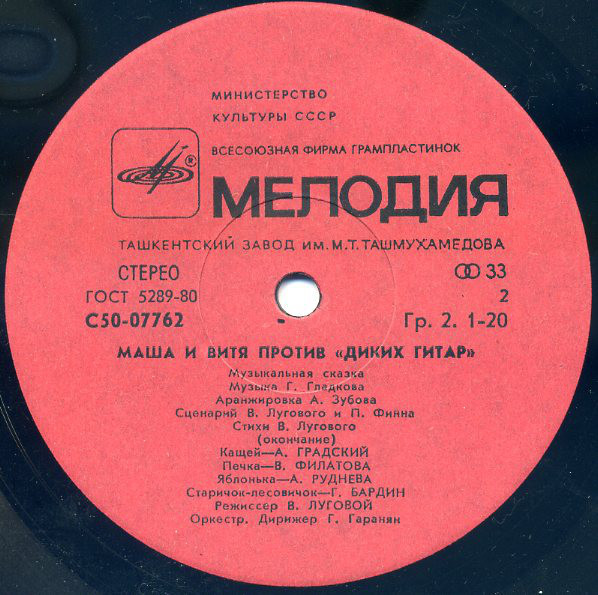 МИНИСТЕРСТВО
КУЛЬТУРЫ СССР
ВСЕСОЮЗНАЯ ФИРМА ГРАМПЛАСТИНОК
®
МЕЛОДИЯ
ТАШКЕНТСКИЙ ЗАВОД ИМ. М.Т. ТАШМУХАМЕДОВА
СТЕРЕО 33
ГОСТ 5289-80 2
С50-07762 Гр. 2. 1-20
МАША И ВИТЯ ПРОТИВ «ДИКИХ ГИТАР»
Музыкальная сказка
Музыка Г. Гладкова
Аранжировка А. Зубова
Сценарий В. Лугового и П. Финна
Стихи В. Лугового
(окончание)
Кащей—А. ГРАДСКИЙ
Печка—В. ФИЛАТОВА
Яблонька—А. РУДНЕВА
Старичок-лесовичок—Г. БАРДИН
Режиссер В. ЛУГОВОЙ
Оркестр. Дирижер Г. Гаранян